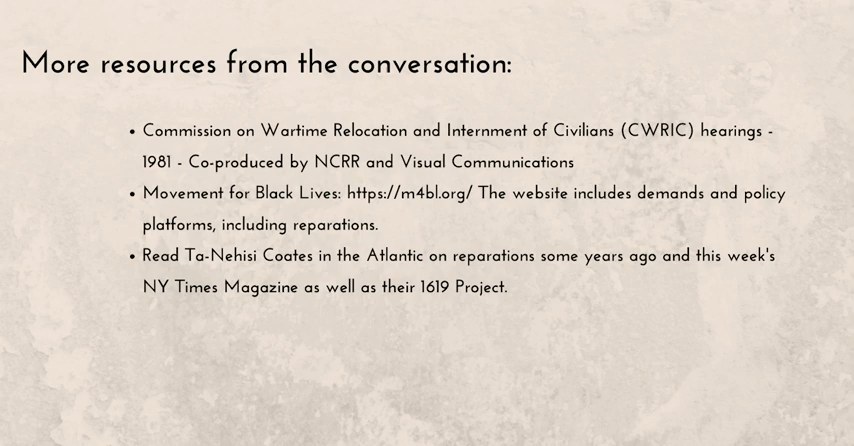 More resources from the conversation:
• Commission on Wartime Relocation and Internment of Civilians (CWRIC) hearings -
1981 - Co-produced by NCRR and Visual Communications
• Movement for Black Lives: https://m4bl.org/ The website includes demands and policy
platforms, including reparations.
• Read Ta-Nehisi Coates in the Atlantic on reparations some years ago and this week's
NY Times Magazine as well as their 1619 Project.